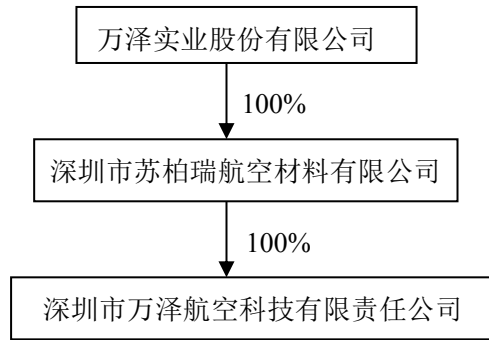 万泽实业股份有限公司
100%
深圳市苏柏瑞航空材料有限公司
100%
深圳市万泽航空科技有限责任公司